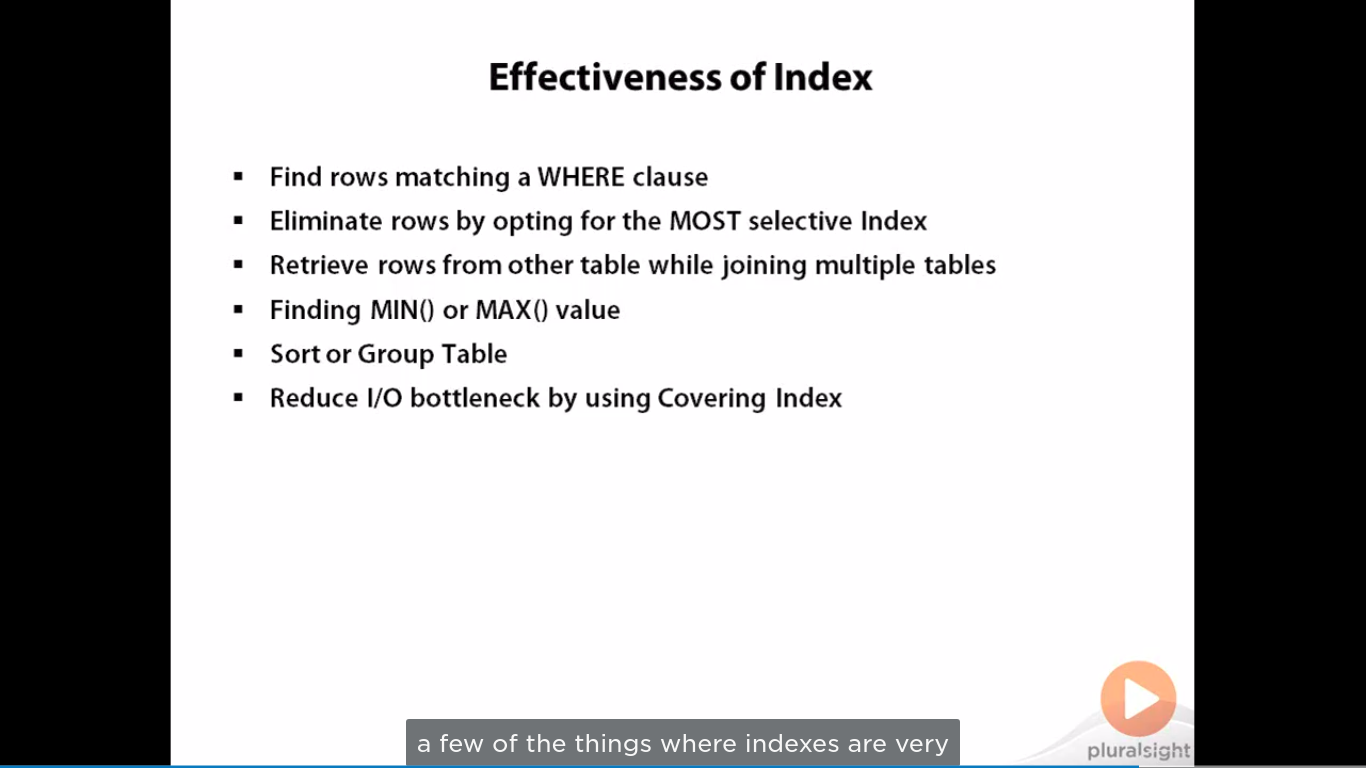 Effectiveness of Index
▪ Find rows matching a WHERE clause
▪ Eliminate rows by opting for the MOST selective Index
▪ Retrieve rows from other table while joining multiple tables
▪ Finding MIN() or MAX() value
▪ Sort or Group Table
▪ Reduce I/O bottleneck by using Covering Index
a few of the things where indexes are very
pluralsight